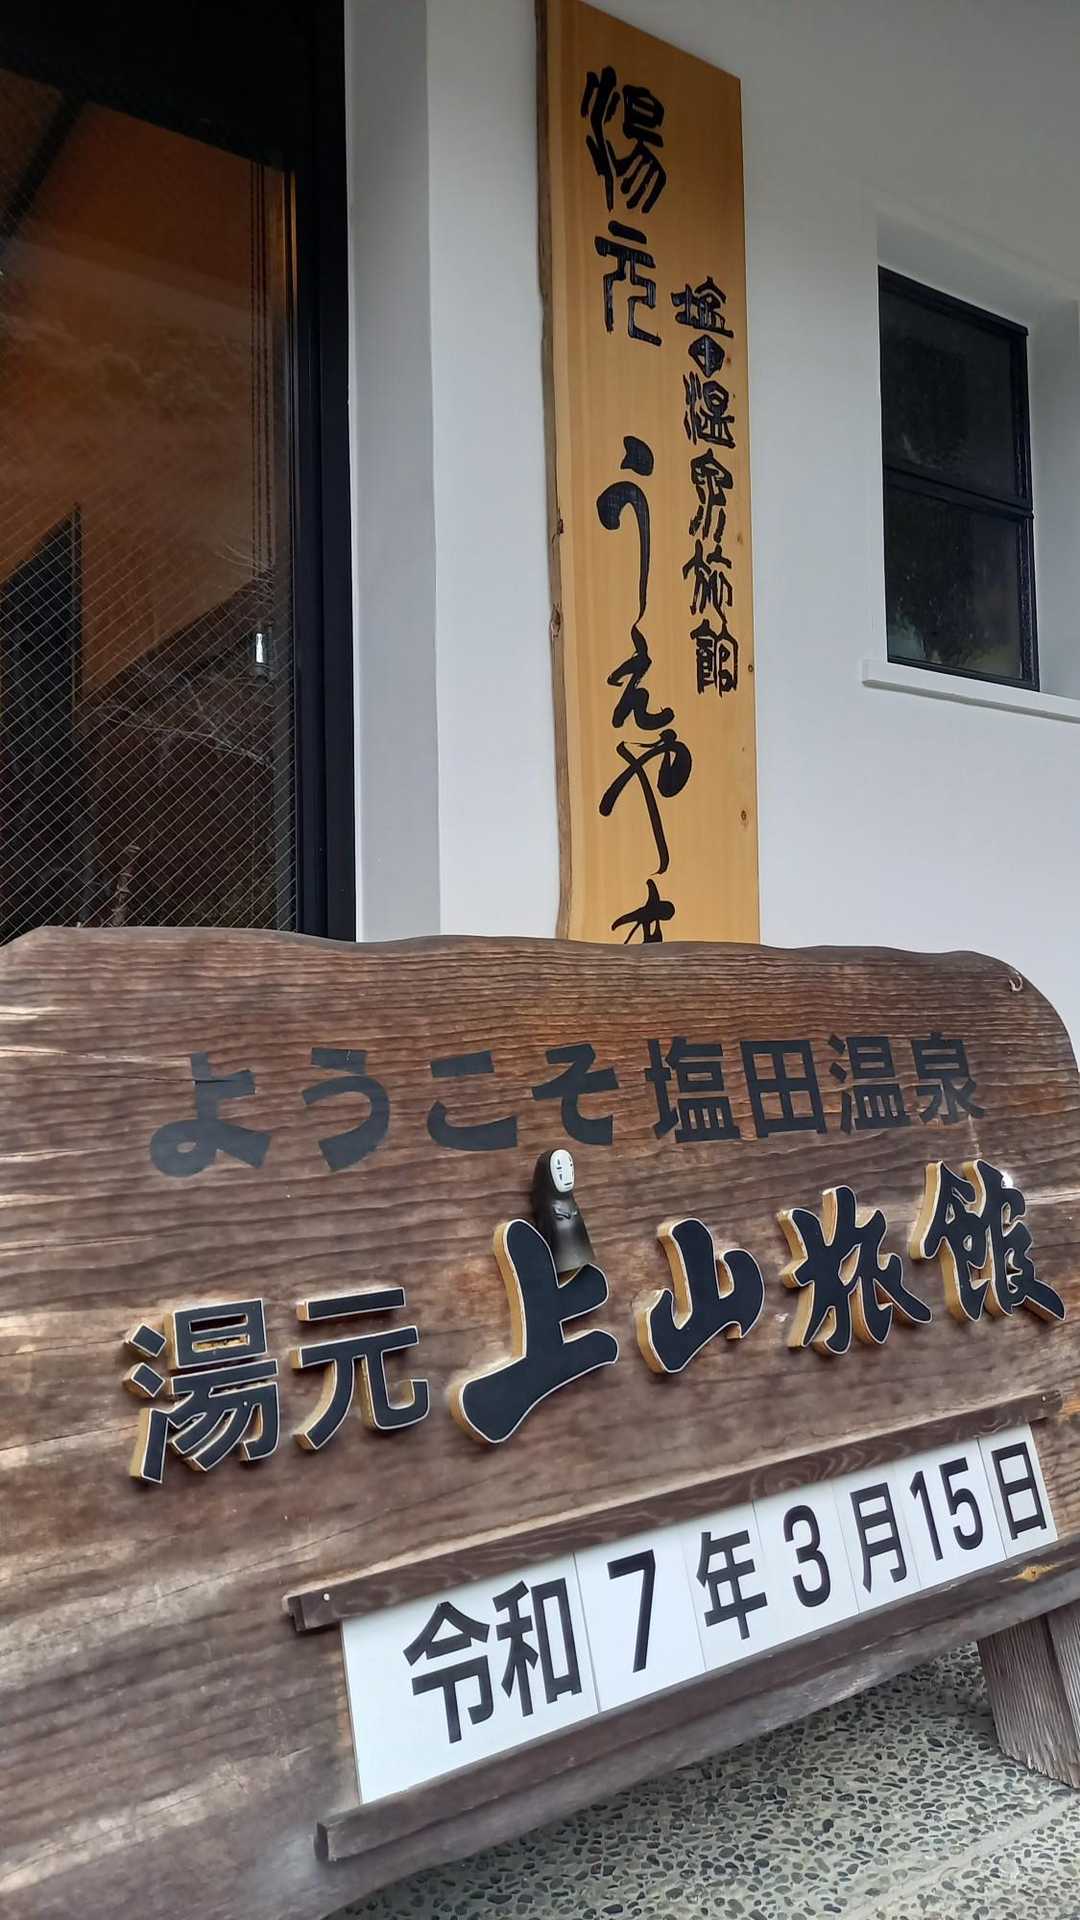 湯元 うえやま
塩田温泉旅館
ようこそ塩田温泉
湯元 上山旅館
令和7年3月15日